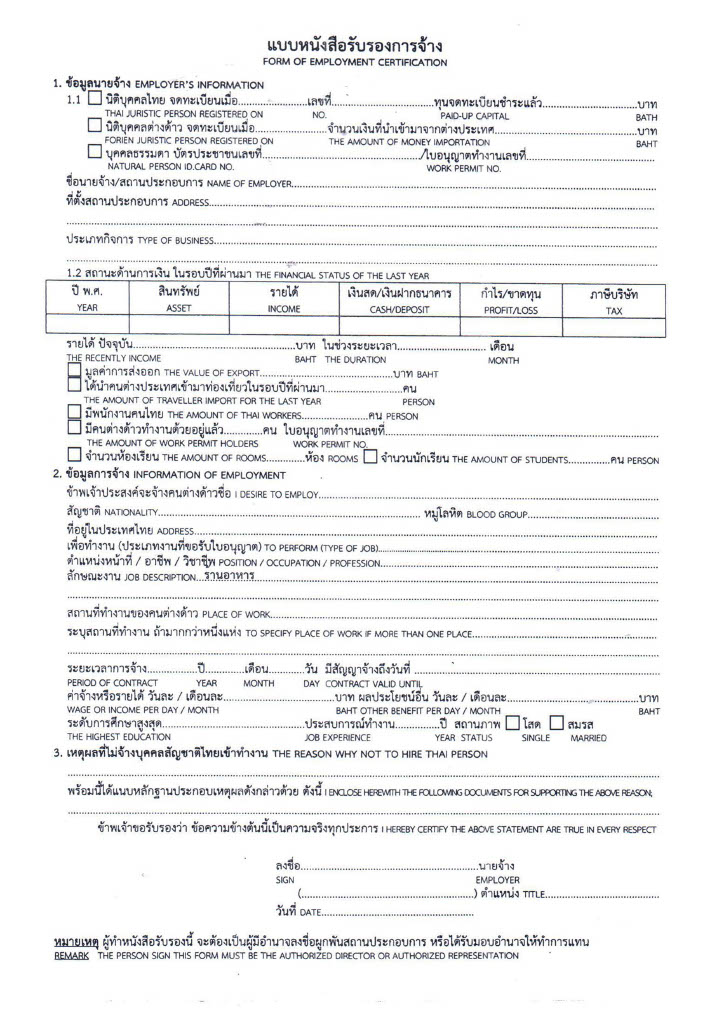 แบบหนังสือรับรองการจ้าง
FORM OF EMPLOYMENT CERTIFICATION
1. ข้อมูลนายจ้าง EMPLOYER'S INFORMATION
1.1 นิติบุคคลไทย จดทะเบียนเมื่อ............................เลขที่............................ทุนจดทะเบียนชำระแล้ว............................บาท
THAI JURISTIC PERSON REGISTERED ON NO. PAID-UP CAPITAL BATH
นิติบุคคลต่างด้าว จดทะเบียนเมื่อ............................จำนวนเงินที่นำเข้ามาจากต่างประเทศ............................บาท
FORIEN JURISTIC PERSON REGISTERED ON THE AMOUNT OF MONEY IMPORTATION BAHT
บุคคลธรรมดา บัตรประชาชนเลขที่............................/ใบอนุญาตทำงานเลขที่............................
NATURAL PERSON ID.CARD NO. WORK PERMIT NO.
ชื่อนายจ้าง/สถานประกอบการ NAME OF EMPLOYER............................
ที่ตั้งสถานประกอบการ ADDRESS............................
ประเภทกิจการ TYPE OF BUSINESS............................
1.2 สถานะด้านการเงิน ในรอบปีที่ผ่านมา THE FINANCIAL STATUS OF THE LAST YEAR
ปี พ.ศ. สินทรัพย์ รายได้ เงินสด/เงินฝากธนาคาร กำไร/ขาดทุน ภาษีบริษัท
YEAR ASSET INCOME CASH/DEPOSIT PROFIT/LOSS TAX
รายได้ ปัจจุบัน............................บาท ในช่วงระยะเวลา............................ เดือน
THE RECENTLY INCOME BAHT THE DURATION MONTH
มูลค่าการส่งออก THE VALUE OF EXPORT............................บาท BAHT
ได้นำคนต่างประเทศเข้ามาท่องเที่ยวในรอบปีที่ผ่านมา............................คน
THE AMOUNT OF TRAVELLER IMPORT FOR THE LAST YEAR PERSON
มีพนักงานคนไทย THE AMOUNT OF THAI WORKERS............................คน PERSON
มีคนต่างด้าวทำงานด้วยอยู่แล้ว............คน ใบอนุญาตทำงานเลขที่............................
THE AMOUNT OF WORK PERMIT HOLDERS WORK PERMIT NO.
จำนวนห้องเรียน THE AMOUNT OF ROOMS............ห้อง ROOMS จำนวนนักเรียน THE AMOUNT OF STUDENTS............คน PERSON
2. ข้อมูลการจ้าง INFORMATION OF EMPLOYMENT
ข้าพเจ้าประสงค์จะจ้างคนต่างด้าวชื่อ I DESIRE TO EMPLOY............................
สัญชาติ NATIONALITY............................หมู่โลหิต BLOOD GROUP............................
ที่อยู่ในประเทศไทย ADDRESS............................
เพื่อทำงาน (ประเภทงานที่ขอรับใบอนุญาต) TO PERFORM (TYPE OF JOB)............................
ตำแหน่งหน้าที่ / อาชีพ / วิชาชีพ POSITION / OCCUPATION / PROFESSION............................
ลักษณะงาน JOB DESCRIPTION...รานอาหาร............................
สถานที่ทำงานของคนต่างด้าว PLACE OF WORK............................
ระบุสถานที่ทำงาน ถ้ามากกว่าหนึ่งแห่ง TO SPECIFY PLACE OF WORK IF MORE THAN ONE PLACE............................
ระยะเวลาการจ้าง............ปี............เดือน............วัน มีสัญญาจ้างถึงวันที่ ............................
PERIOD OF CONTRACT YEAR MONTH DAY CONTRACT VALID UNTIL
ค่าจ้างหรือรายได้ วันละ / เดือนละ............................บาท ผลประโยชน์อื่น วันละ / เดือนละ............................บาท
WAGE OR INCOME PER DAY / MONTH BAHT OTHER BENEFIT PER DAY / MONTH BAHT
ระดับการศึกษาสูงสุด............................ประสบการณ์ทำงาน............ปี สถานภาพ โสด สมรส
THE HIGHEST EDUCATION JOB EXPERIENCE YEAR STATUS SINGLE MARRIED
3. เหตุผลที่ไม่จ้างบุคคลสัญชาติไทยเข้าทำงาน THE REASON WHY NOT TO HIRE THAI PERSON
พร้อมนี้ได้แนบหลักฐานประกอบเหตุผลดังกล่าวด้วย ดังนี้ I ENCLOSE HEREWITH THE FOLLOWING DOCUMENTS FOR SUPPORTING THE ABOVE REASON;
ข้าพเจ้าขอรับรองว่า ข้อความข้างต้นนี้เป็นความจริงทุกประการ I HEREBY CERTIFY THE ABOVE STATEMENT ARE TRUE IN EVERY RESPECT
ลงชื่อ............................นายจ้าง
SIGN EMPLOYER
(............................) ตำแหน่ง TITLE............................
วันที่ DATE............................
หมายเหตุ ผู้ทำหนังสือรับรองนี้ จะต้องเป็นผู้มีอำนาจลงชื่อผูกพันสถานประกอบการ หรือได้รับมอบอำนาจให้ทำการแทน
REMARK THE PERSON SIGN THIS FORM MUST BE THE AUTHORIZED DIRECTOR OR AUTHORIZED REPRESENTATION